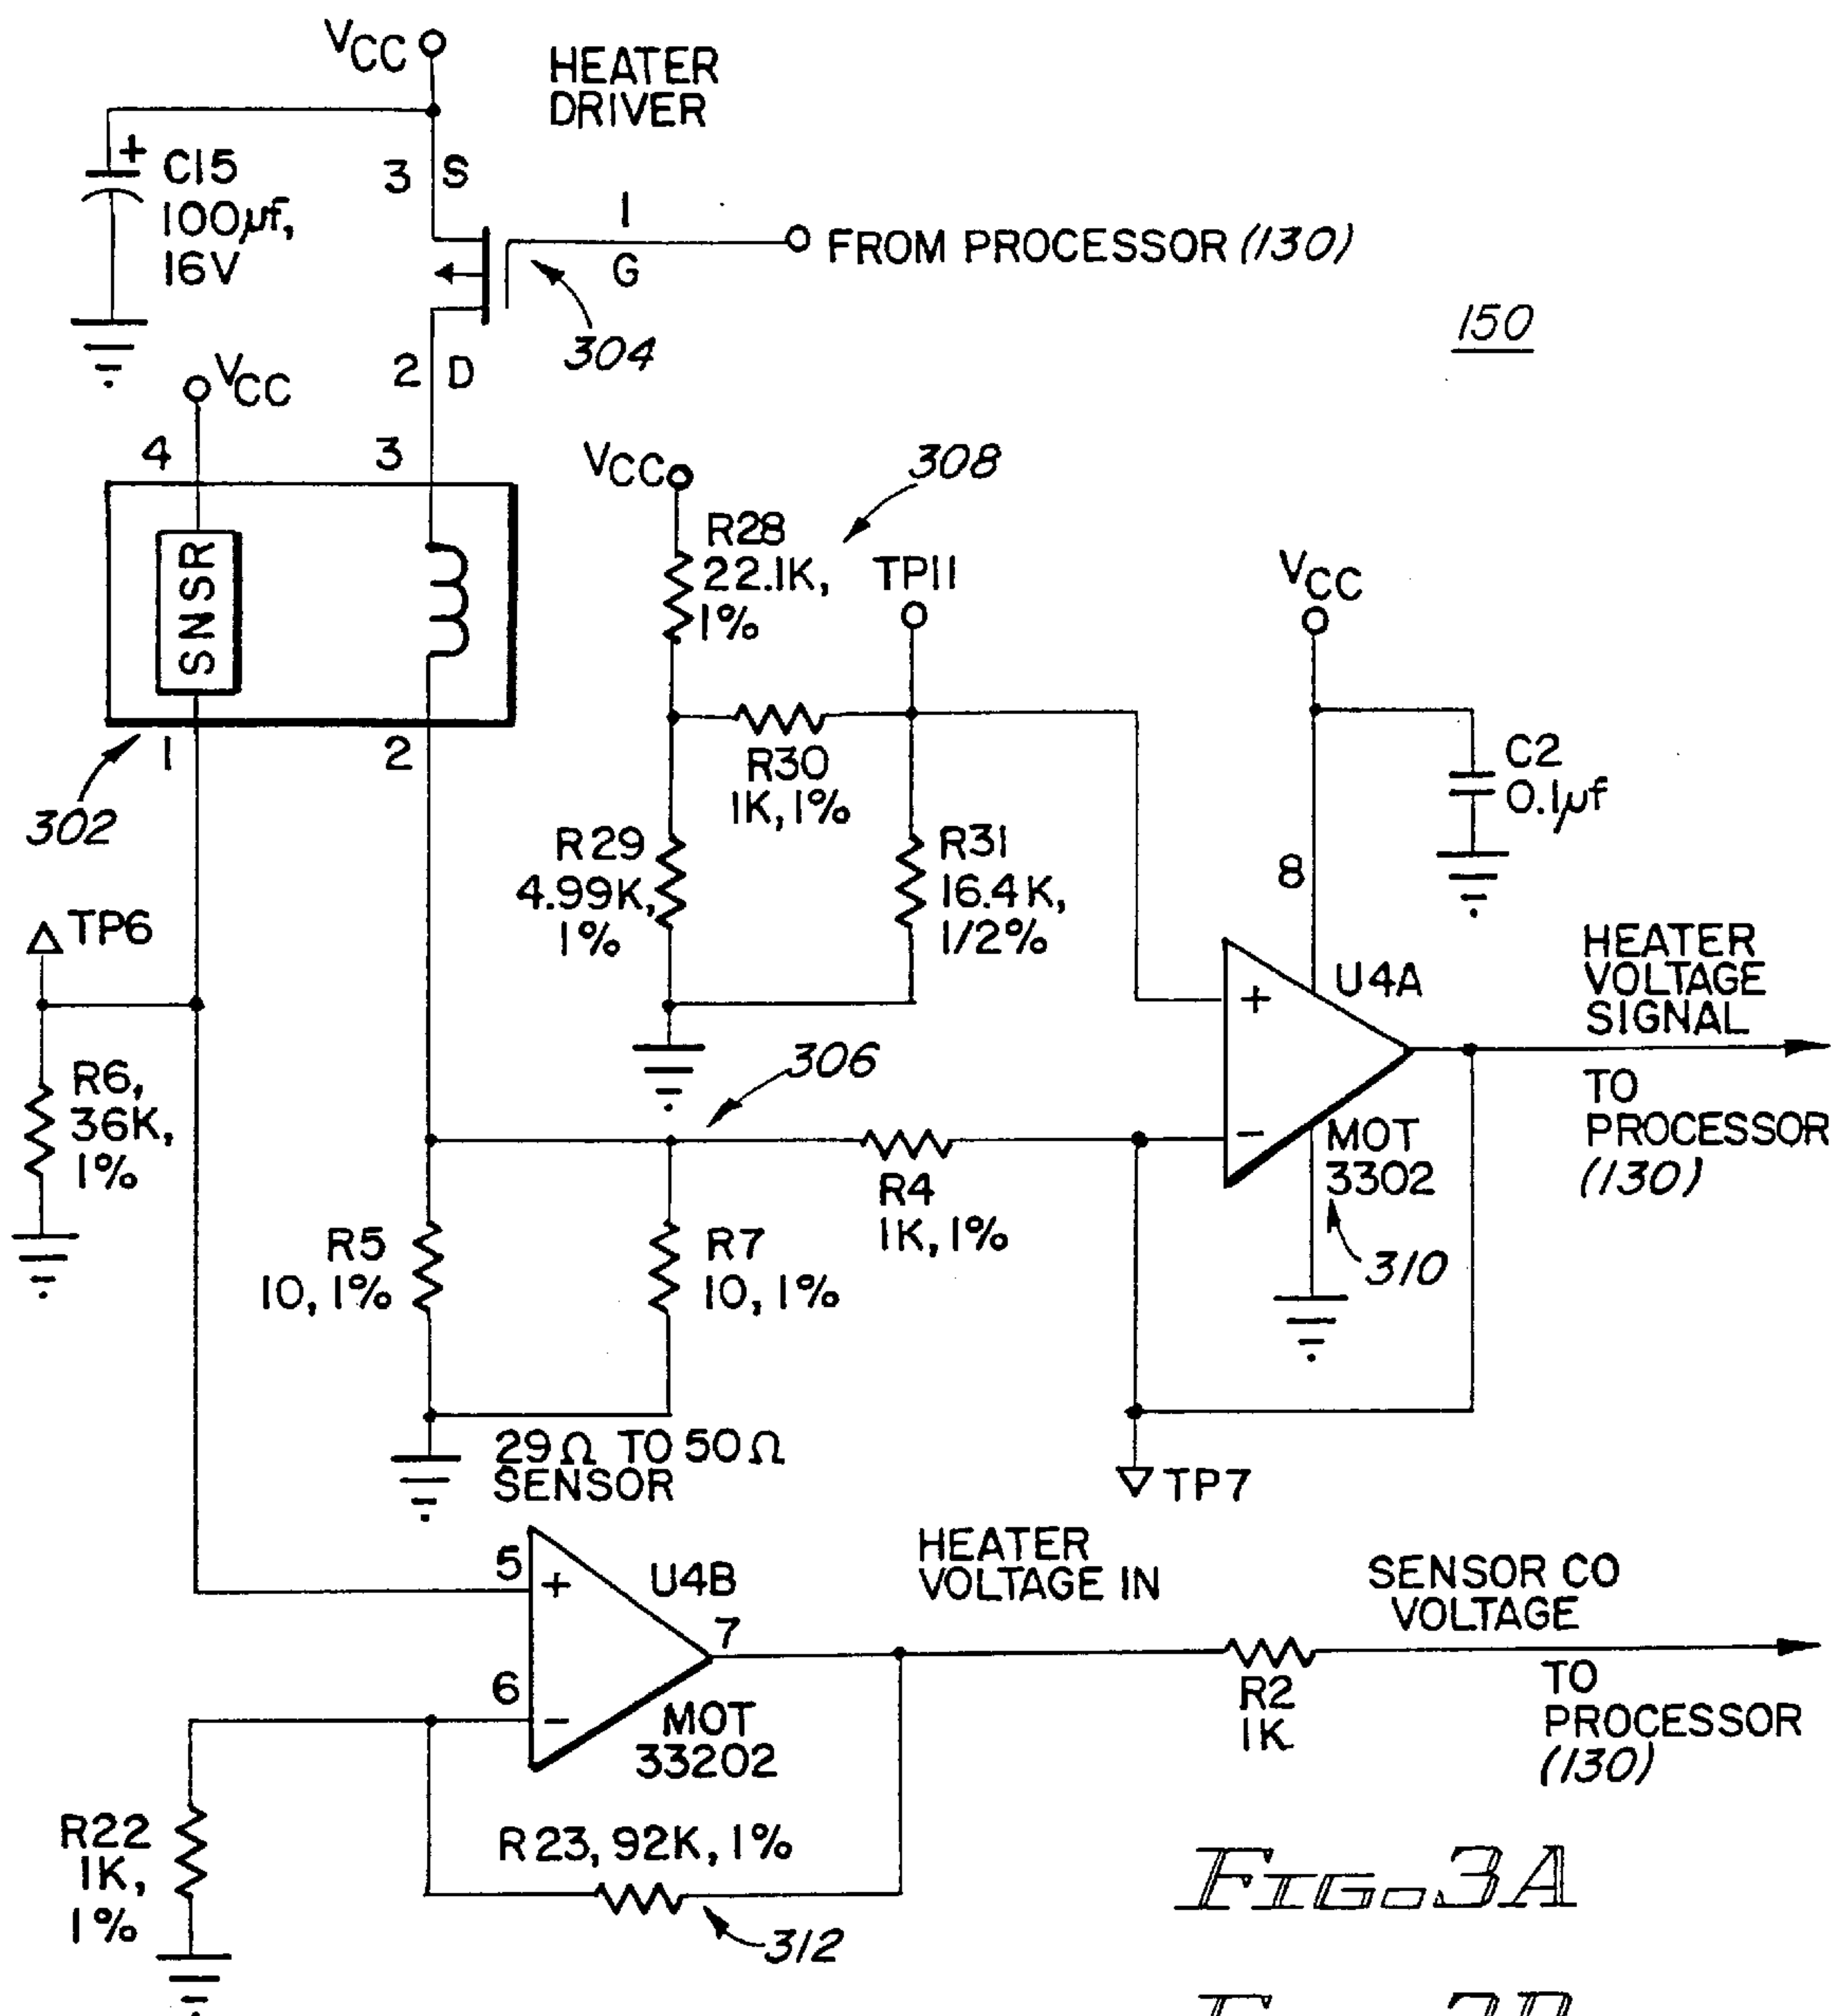 VCC
HEATER
DRIVER
+
C15
100µf,
16V
3
S
1
G
FROM PROCESSOR (130)
304
150
2
D
VCC
4
3
SNSR
1
2
302
VCC
308
R28
22.1K,
1%
TP11
R30
1K, 1%
R29
4.99K,
1%
R31
16.4K,
1/2%
VCC
C2
0.1µf
8
TP6
U4A
+
-
HEATER
VOLTAGE
SIGNAL
TO
PROCESSOR
(130)
R6,
36K,
1%
306
MOT
3302
310
R4
1K, 1%
R5
10, 1%
R7
10, 1%
29Ω TO 50Ω
SENSOR
TP7
5
+
U4B
7
6
-
MOT
33202
HEATER
VOLTAGE IN
SENSOR CO
VOLTAGE
R2
1K
TO
PROCESSOR
(130)
R22
1K,
1%
R23, 92K, 1%
312
FIG. 3A